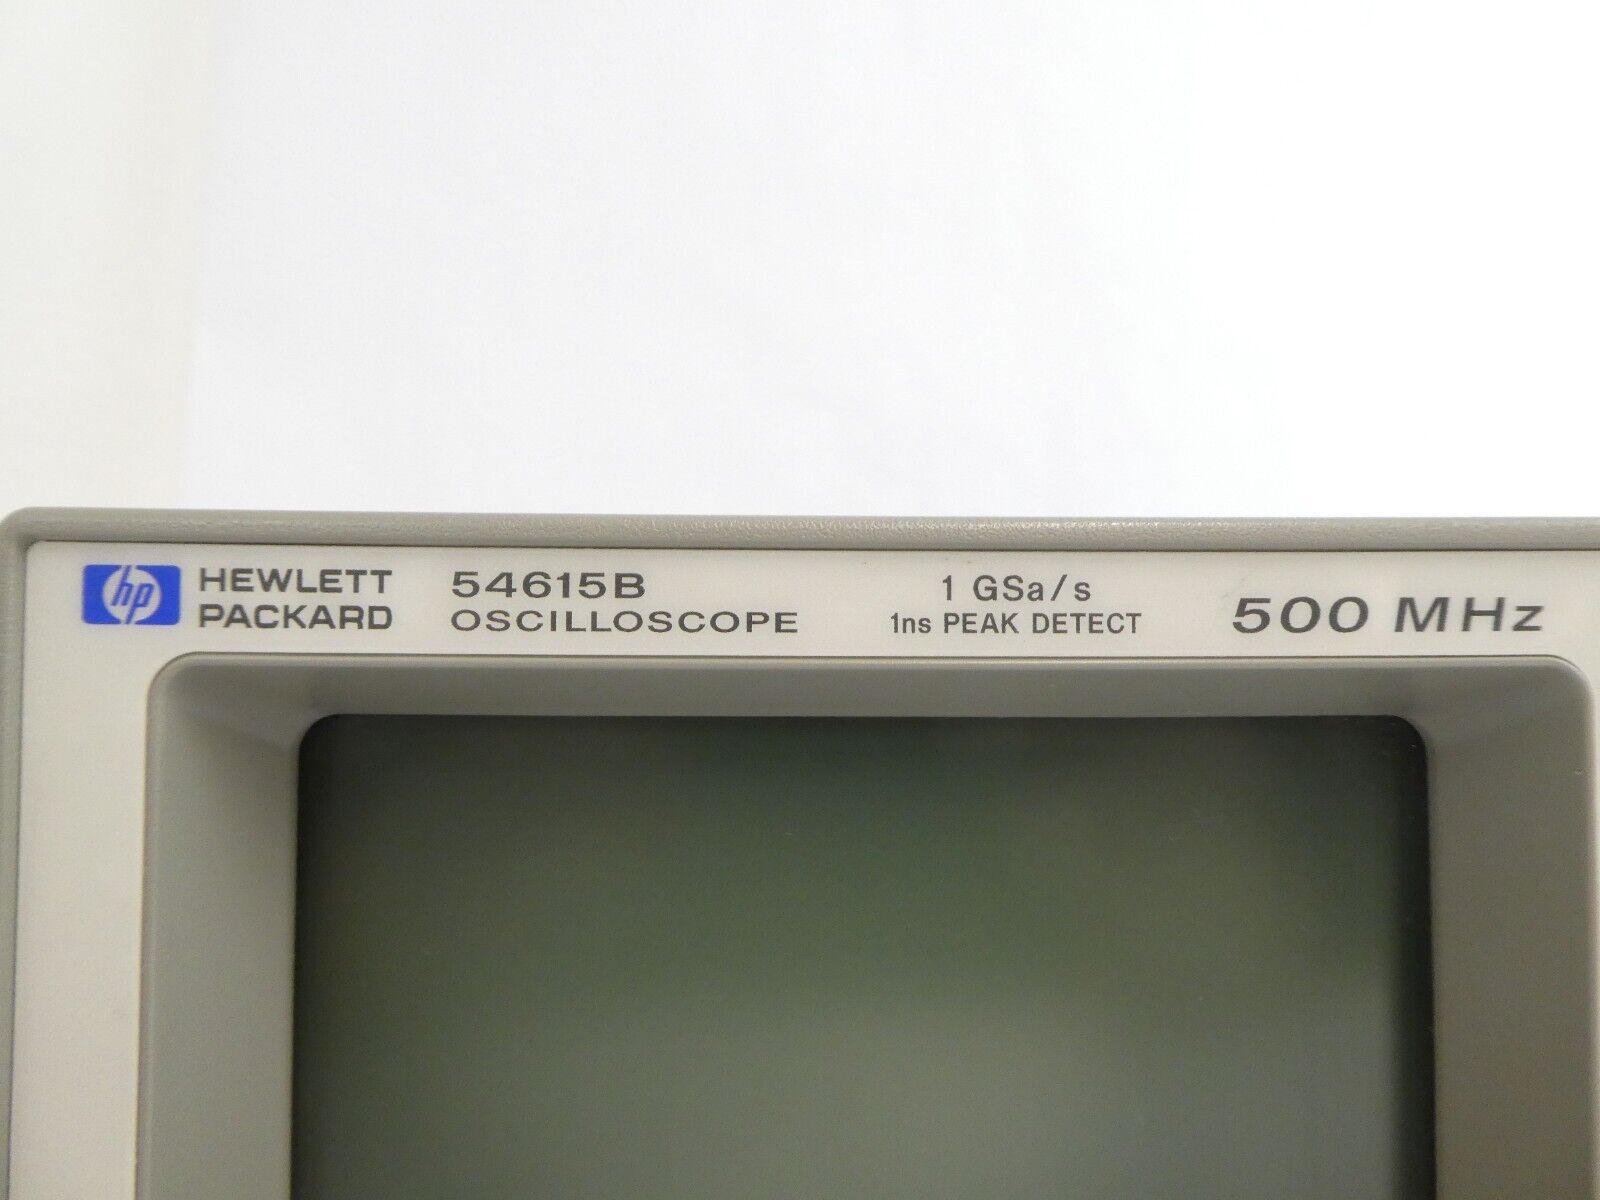 hp HEWLETT PACKARD
54615B
OSCILLOSCOPE
1 GSa/s
1ns PEAK DETECT
500 MHz